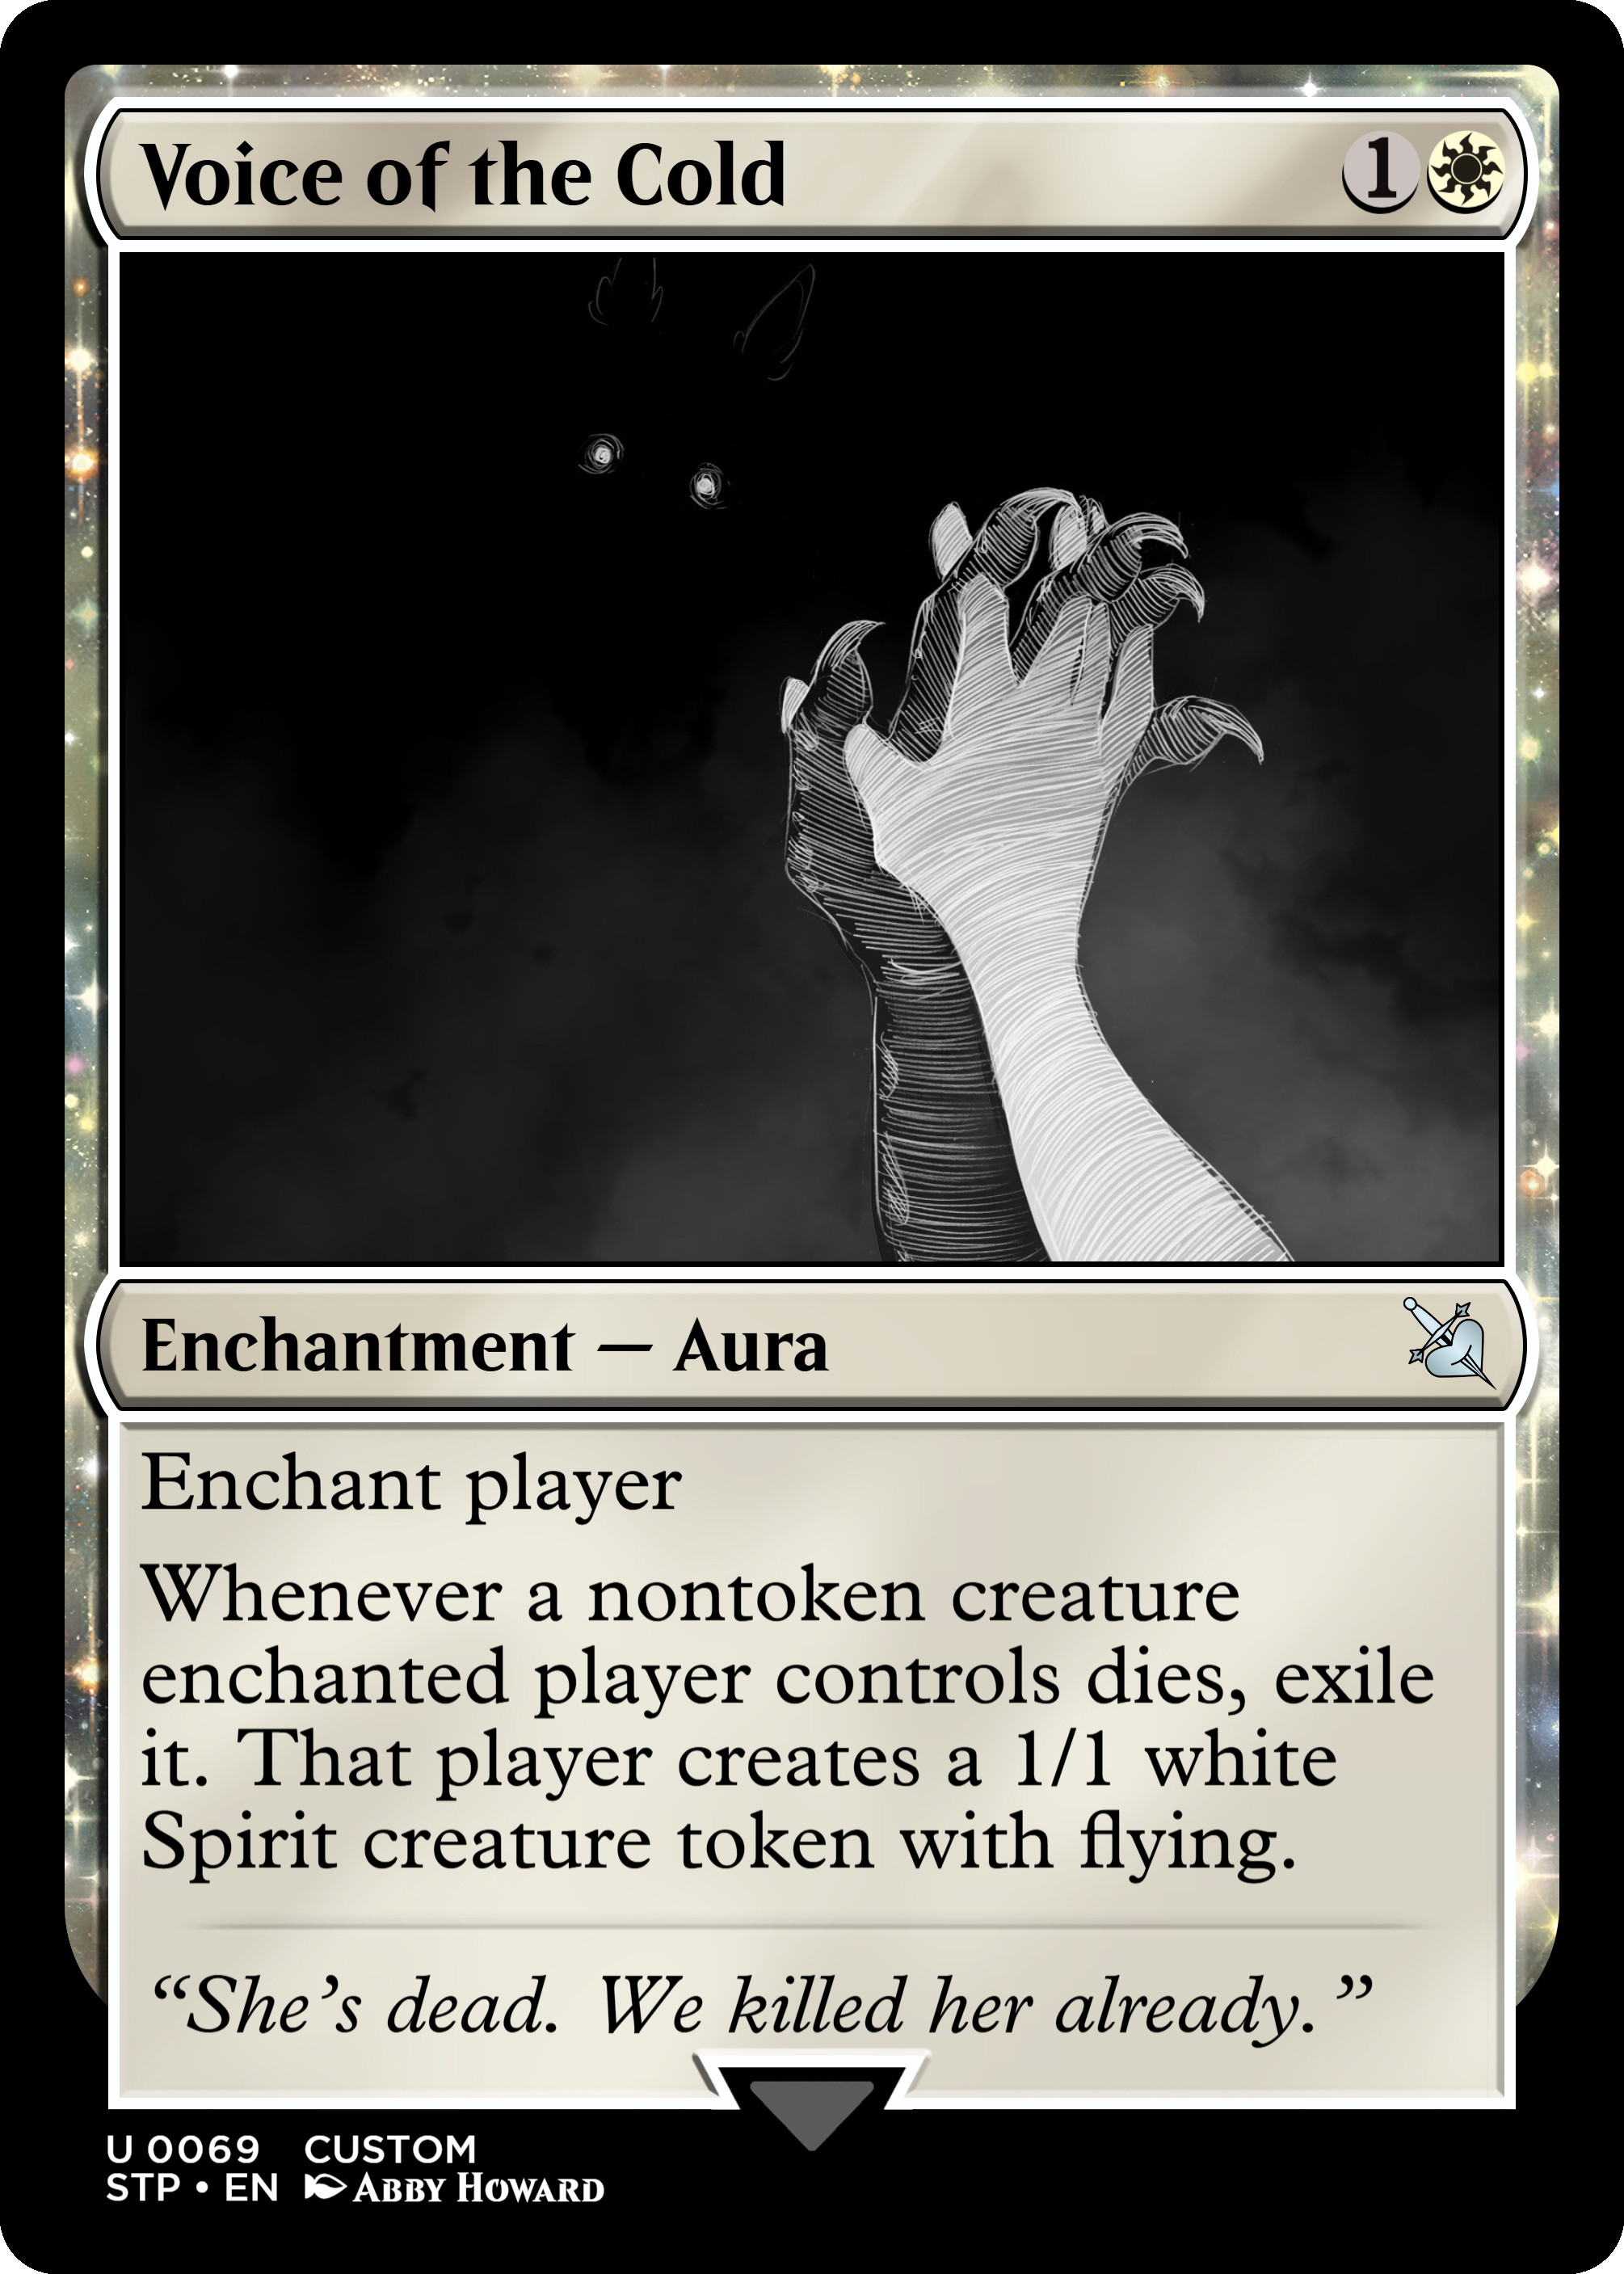 Voice of the Cold 1
Enchantment — Aura
Enchant player
Whenever a nontoken creature
enchanted player controls dies, exile
it. That player creates a 1/1 white
Spirit creature token with flying.
“She’s dead. We killed her already.”
U 0069 CUSTOM
STP • EN Abby Howard